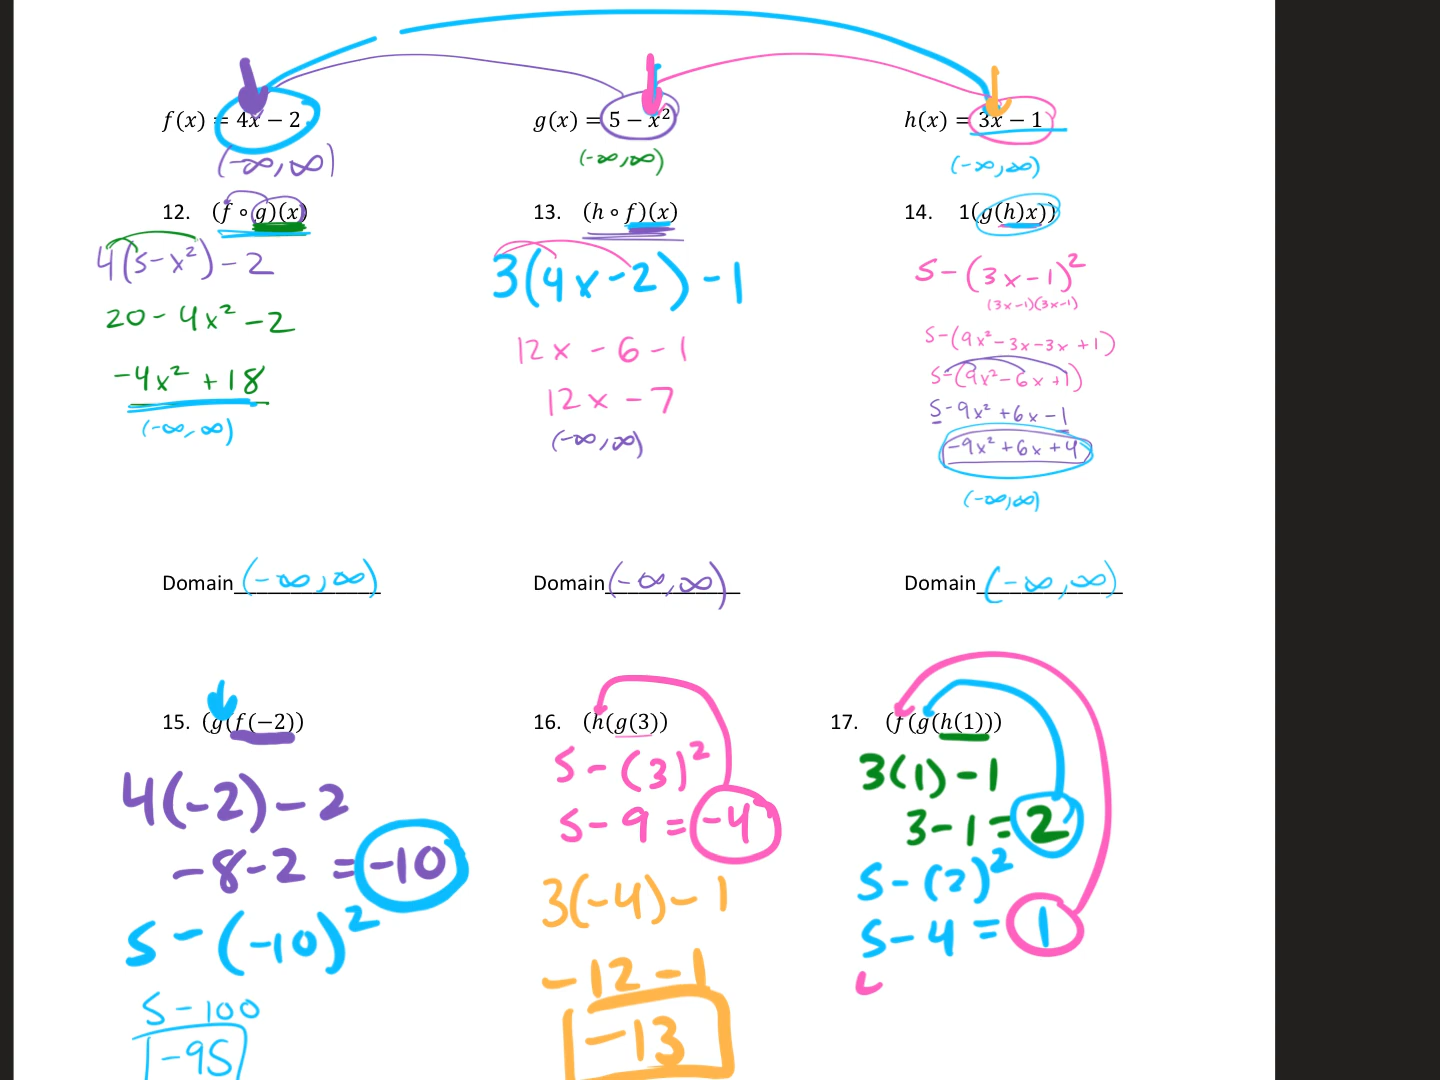 f(x) = 4x − 2 g(x) = 5 − x² h(x) = 3x − 1
(-∞,∞) (-∞,∞) (-∞,∞)
12. (f ∘ g)(x) 13. (h ∘ f)(x) 14. 1(g(h)x))
4(5-x²)-2
20-4x²-2
-4x²+18
(-∞,∞)
3(4x-2)-1
12x-6-1
12x-7
(-∞,∞)
5-(3x-1)²
(3x-1)(3x-1)
5-(9x²-3x-3x+1)
5-(9x²-6x+1)
5-9x²+6x-1
-9x²+6x+4
(-∞,∞)
Domain (-∞,∞) Domain (-∞,∞) Domain (-∞,∞)
15. (g(f(−2)) 16. (h(g(3)) 17. (f(g(h(1)))
4(-2)-2
-8-2=-10
5-(-10)²
5-100
-95
5-(3)²
5-9=-4
3(-4)-1
-12-1
-13
3(1)-1
3-1=2
5-(2)²
5-4=1